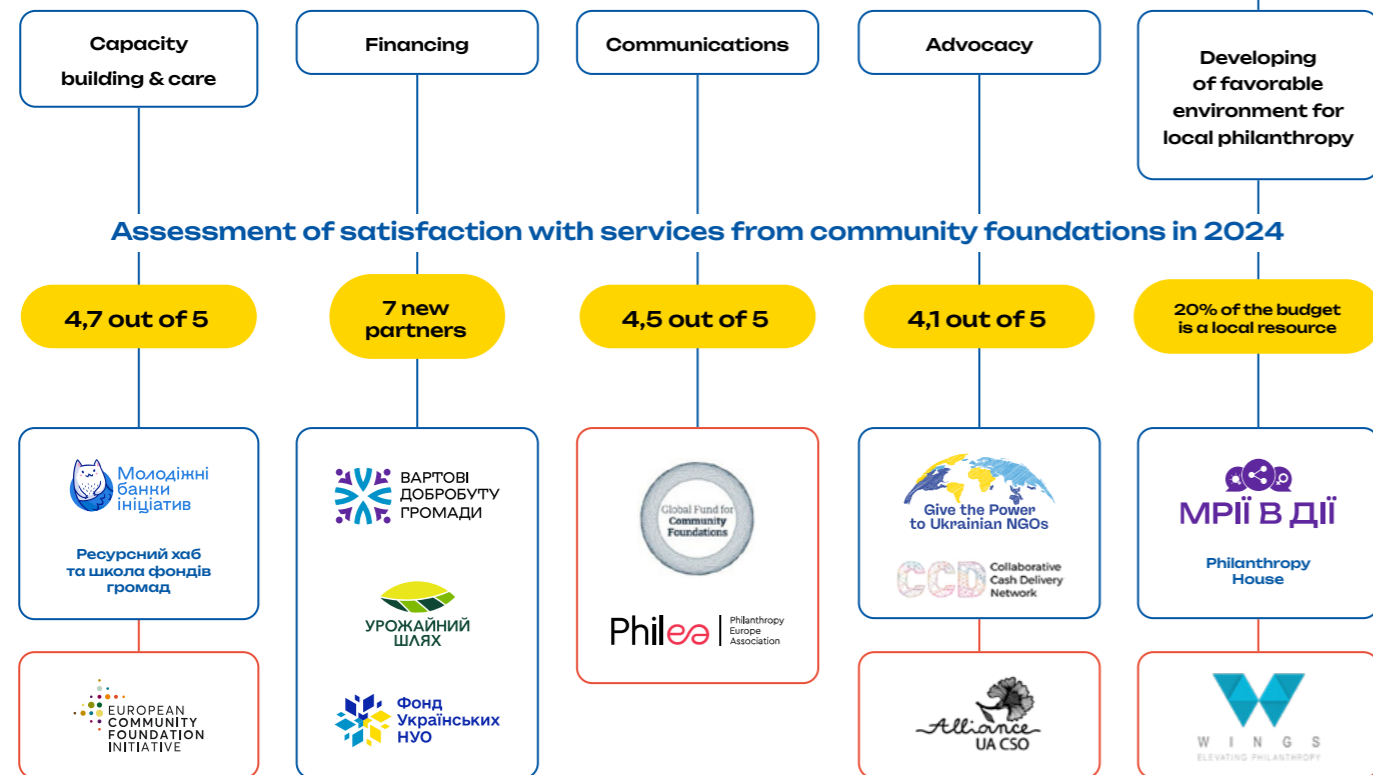 Capacity
building & care
Financing
Communications
Advocacy
Developing
of favorable
environment for
local philanthropy
Assessment of satisfaction with services from community foundations in 2024
4,7 out of 5
7 new
partners
4,5 out of 5
4,1 out of 5
20% of the budget
is a local resource
Молодіжні
банки
ініціатив
Ресурсний хаб
та школа фондів
громад
EUROPEAN
COMMUNITY
FOUNDATION
INITIATIVE
ВАРТОВІ
ДОБРОБУТУ
ГРОМАДИ
УРОЖАЙНИЙ
ШЛЯХ
Фонд
Українських
НУО
Global Fund for
Community
Foundations
Philea
Philanthropy
Europe
Association
Give the Power
to Ukrainian NGOs
CCD
Collaborative
Cash Delivery
Network
Alliance
UA CSO
МРІЇ В ДІЇ
Philanthropy
House
WINGS
ELEVATING PHILANTHROPY